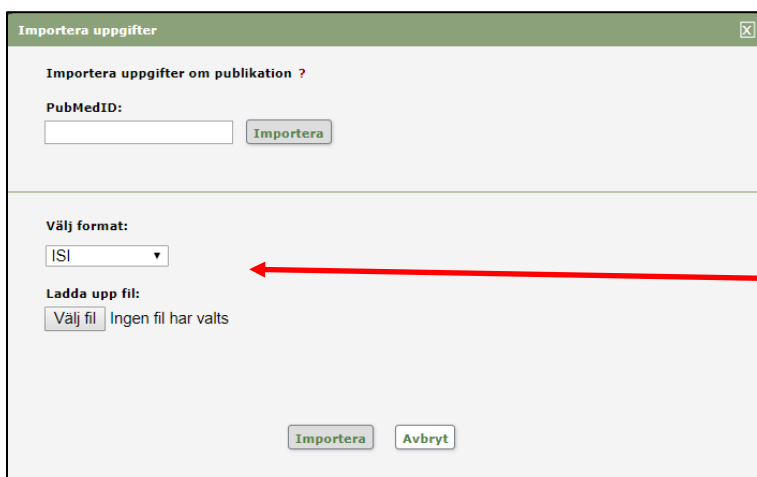 Importera uppgifter X
Importera uppgifter om publikation ?
PubMedID:
Importera
Välj format:
ISI
Ladda upp fil:
Välj fil Ingen fil har valts
Importera Avbryt